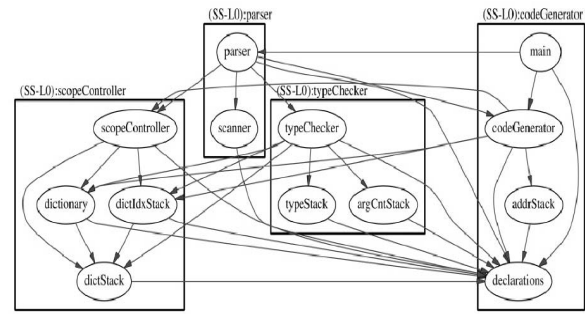 (SS-L0):parser
(SS-L0):codeGenerator
parser
main
(SS-L0):scopeController
(SS-L0):typeChecker
scopeController
scanner
typeChecker
codeGenerator
dictionary
dictIdxStack
typeStack
argCntStack
addrStack
dictStack
declarations